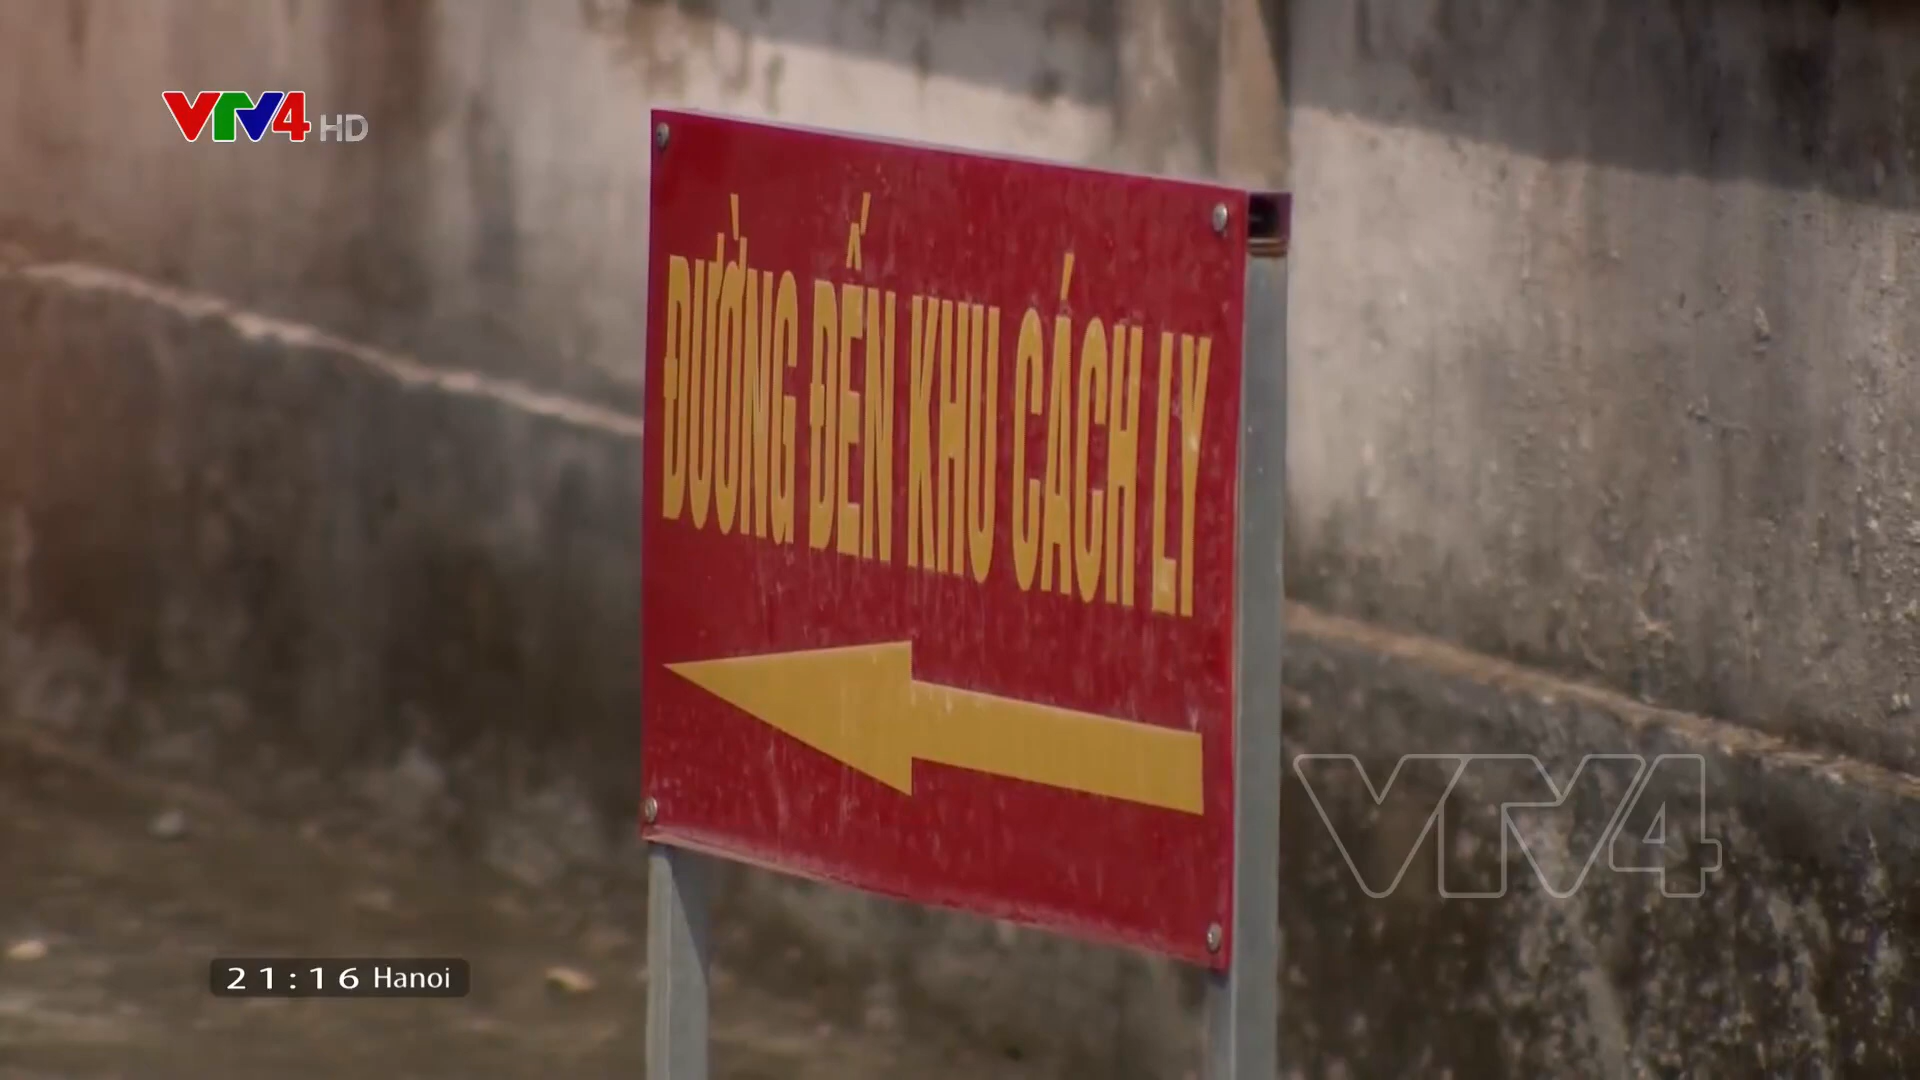 VTV4 HD
ĐƯỜNG ĐẾN KHU CÁCH LY
VTV4
21:16 Hanoi